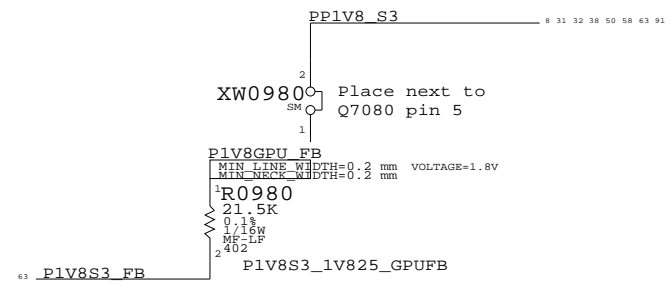 PP1V8_S3
8 31 32 38 50 58 63 91
2
XW0980
Place next to
SM
Q7080 pin 5
1
P1V8GPU_FB
MIN_LINE_WIDTH=0.2 mm VOLTAGE=1.8V
MIN_NECK_WIDTH=0.2 mm
1
R0980
21.5K
0.1%
1/16W
MF-LF
402
2
P1V8S3_1V825_GPUFB
63 P1V8S3_FB